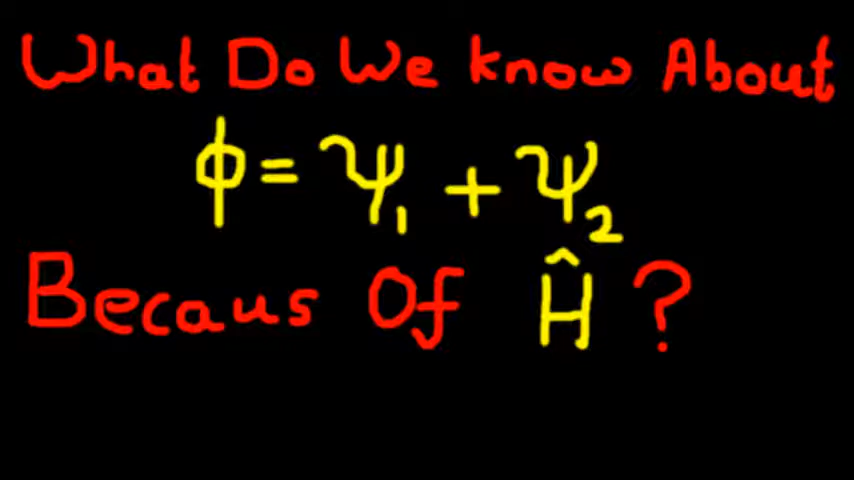 What Do We know About
ϕ = ψ₁ + ψ₂
Becaus Of Ĥ ?